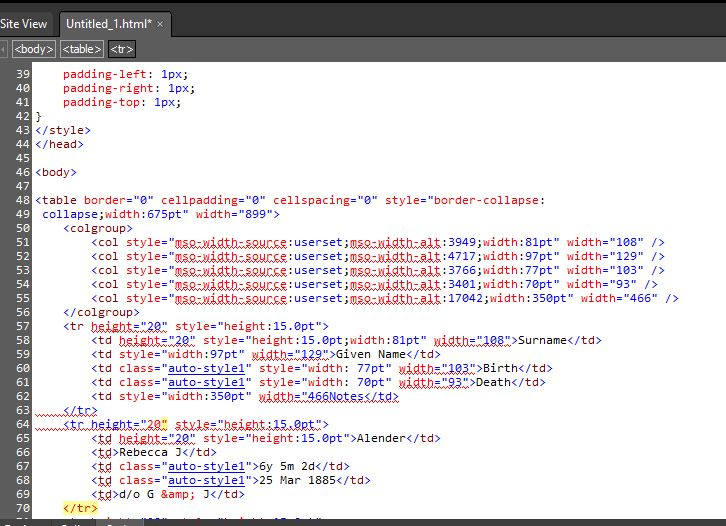 Site View Untitled_1.html* ×
<body> <table> <tr>
39 padding-left: 1px;
40 padding-right: 1px;
41 padding-top: 1px;
42 }
43 </style>
44 </head>
45
46 <body>
47
48 <table border="0" cellpadding="0" cellspacing="0" style="border-collapse:
49 collapse;width:675pt" width="899">
50 <colgroup>
51 <col style="mso-width-source:userset;mso-width-alt:3949;width:81pt" width="108" />
52 <col style="mso-width-source:userset;mso-width-alt:4717;width:97pt" width="129" />
53 <col style="mso-width-source:userset;mso-width-alt:3766;width:77pt" width="103" />
54 <col style="mso-width-source:userset;mso-width-alt:3401;width:70pt" width="93" />
55 <col style="mso-width-source:userset;mso-width-alt:17042;width:350pt" width="466" />
56 </colgroup>
57 <tr height="20" style="height:15.0pt">
58 <td height="20" style="height:15.0pt;width:81pt" width="108">Surname</td>
59 <td style="width:97pt" width="129">Given Name</td>
60 <td class="auto-style1" style="width: 77pt" width="103">Birth</td>
61 <td class="auto-style1" style="width: 70pt" width="93">Death</td>
62 <td style="width:350pt" width="466Notes</td>
63 </tr>
64 <tr height="20" style="height:15.0pt">
65 <td height="20" style="height:15.0pt">Alender</td>
66 <td>Rebecca J</td>
67 <td class="auto-style1">6y 5m 2d</td>
68 <td class="auto-style1">25 Mar 1885</td>
69 <td>d/o G &amp; J</td>
70 </tr>